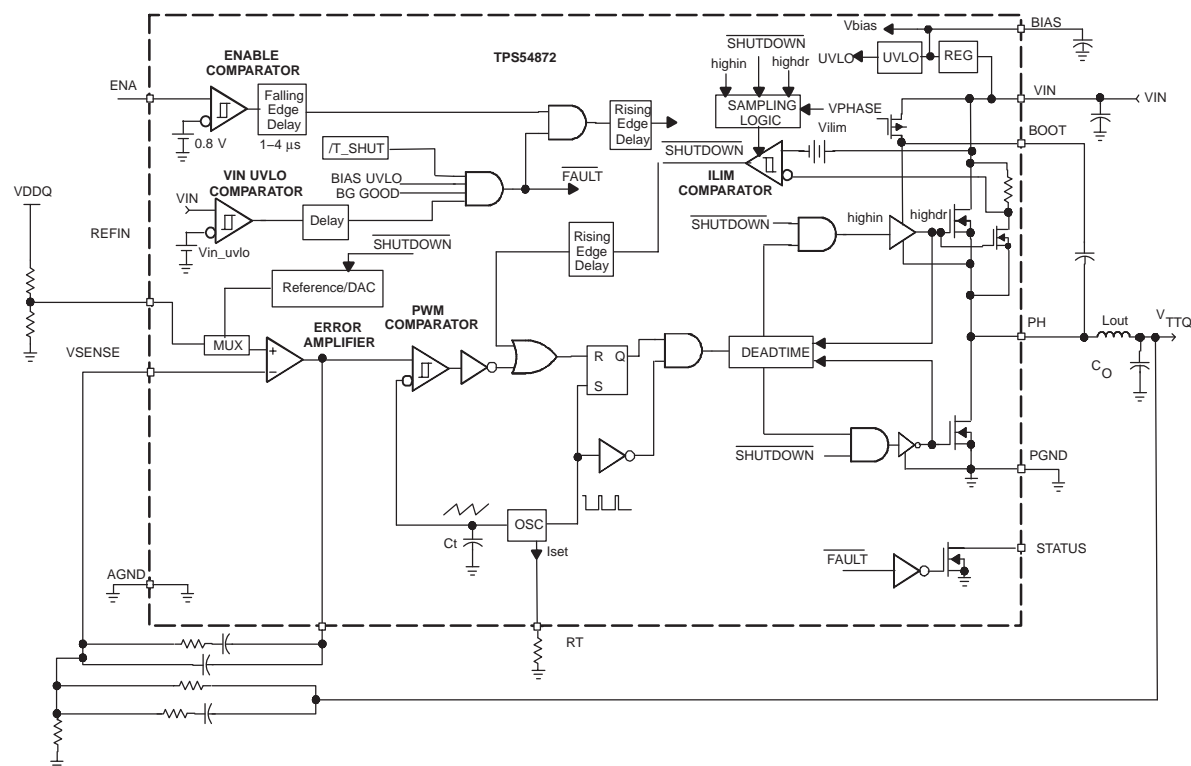 BIAS
Vbias
TPS54872
SHUTDOWN
ENABLE
COMPARATOR
highin
highdr
UVLO
UVLO
REG
ENA
Falling
Edge
Delay
SAMPLING
LOGIC
VPHASE
VIN
VIN
Rising
Edge
Delay
0.8 V
1–4 μs
Vilim
BOOT
/T_SHUT
SHUTDOWN
ILIM
COMPARATOR
VIN UVLO
COMPARATOR
BIAS UVLO
BG GOOD
FAULT
VDDQ
VIN
Delay
REFIN
Vin_uvlo
SHUTDOWN
SHUTDOWN
highin
highdr
Rising
Edge
Delay
Reference/DAC
PWM
COMPARATOR
ERROR
AMPLIFIER
MUX
VSENSE
+
−
R Q
S
DEADTIME
PH
Lout
VTTQ
CO
SHUTDOWN
PGND
OSC
Ct
Iset
FAULT
STATUS
AGND
RT